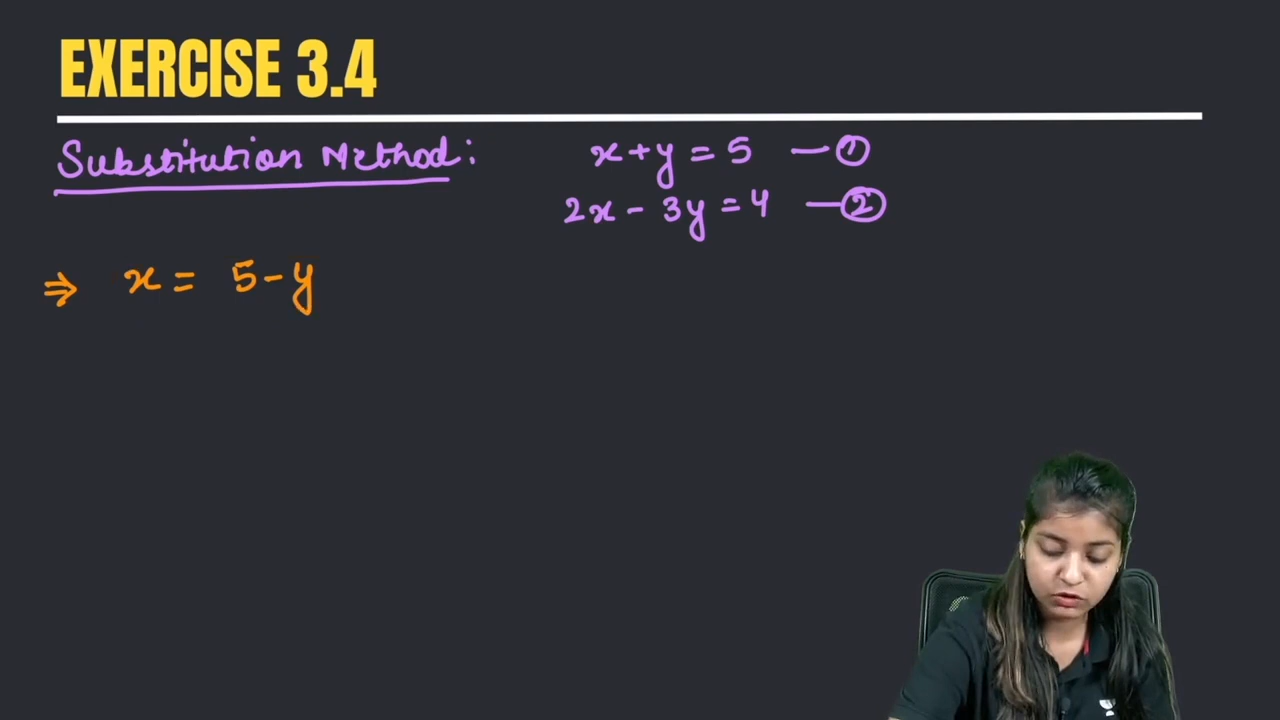 EXERCISE 3.4
Substitution Method:
x+y=5 —①
2x-3y=4 —②
⇒ x= 5-y